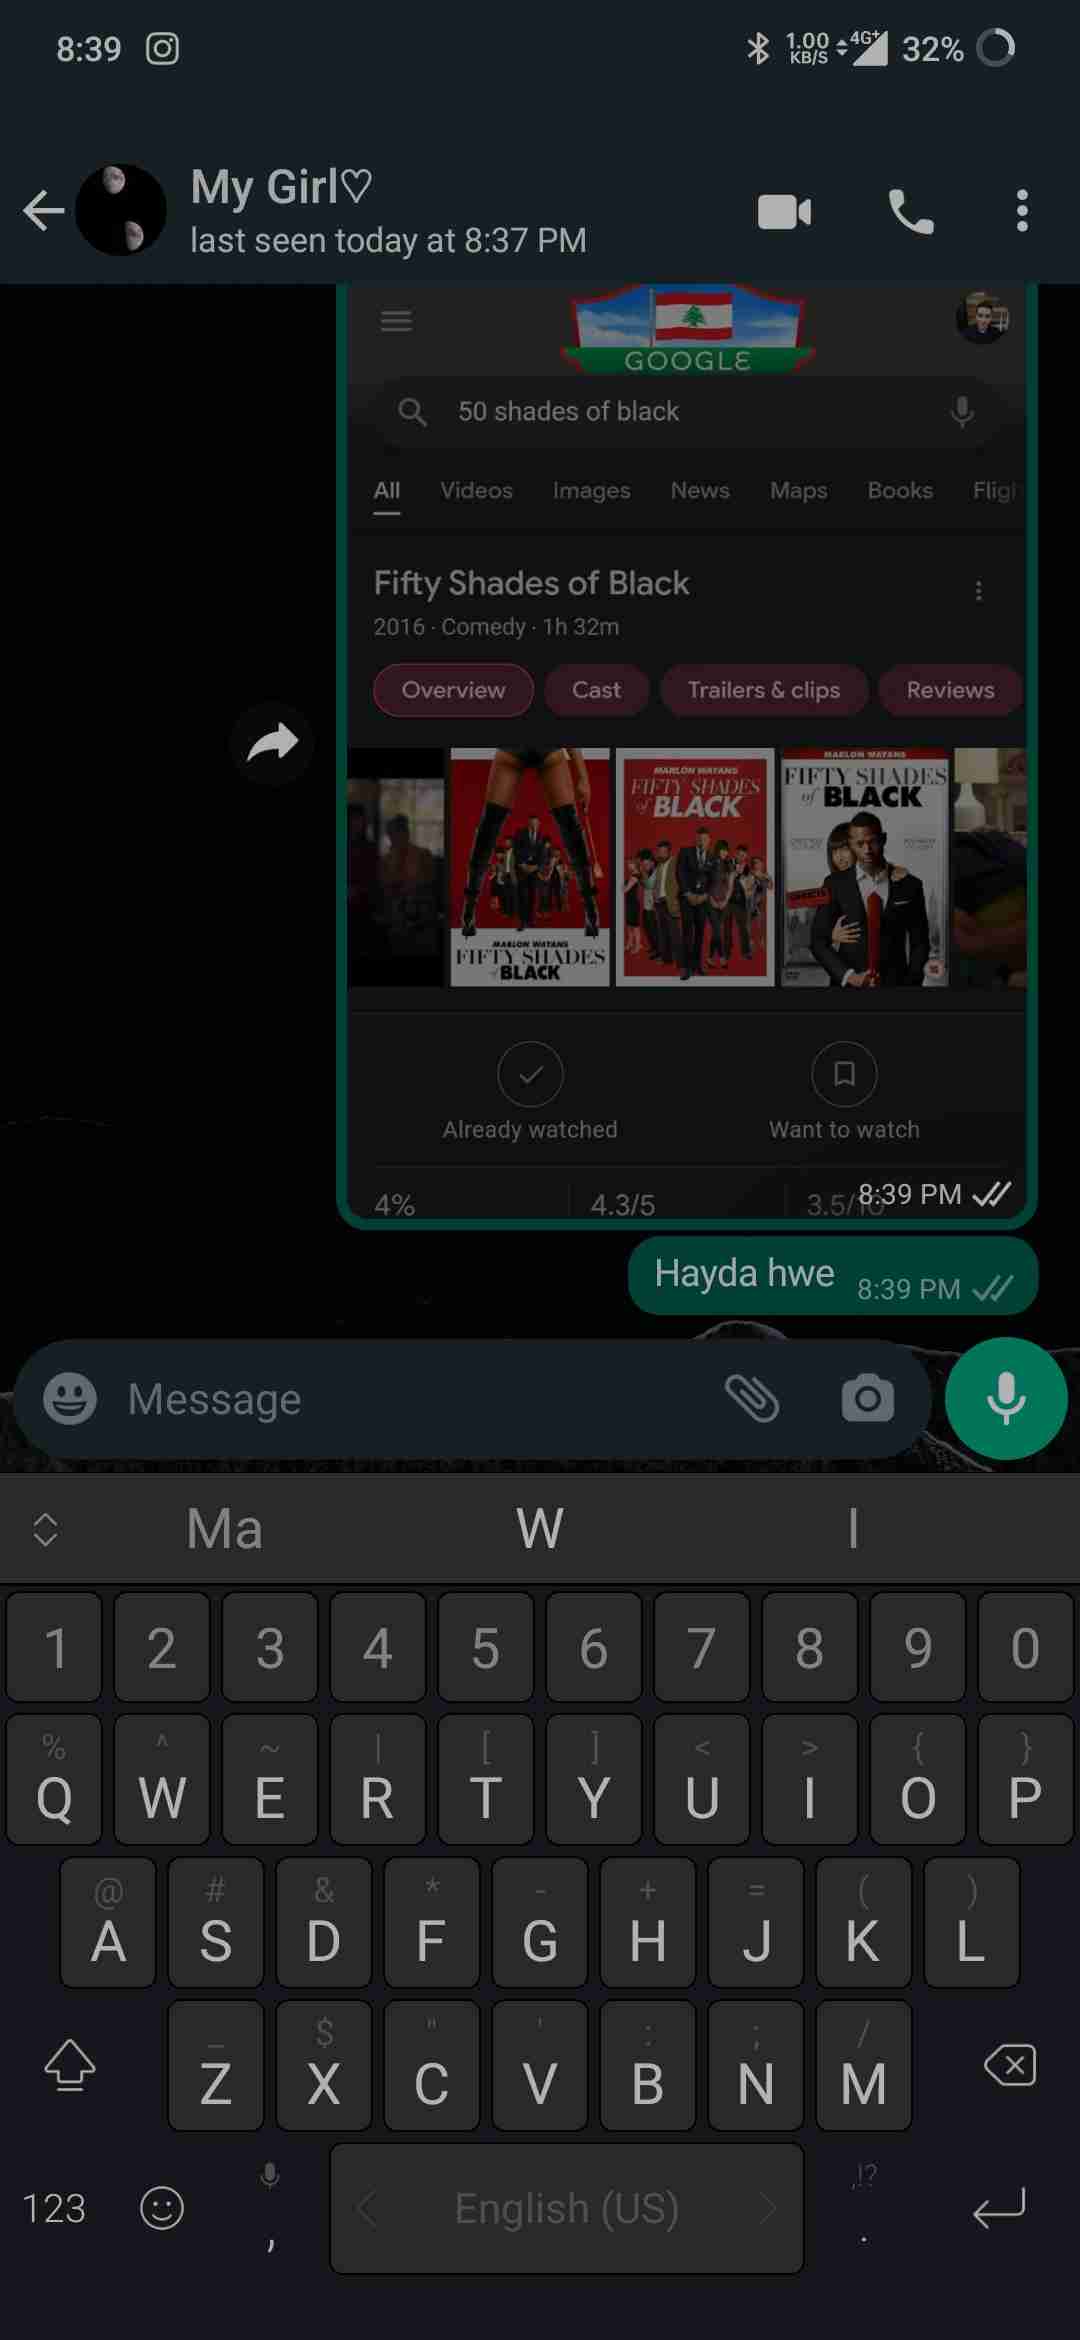 8:39
1.00
KB/S
4G+
32%
My Girl♡
last seen today at 8:37 PM
GOOGLE
50 shades of black
All Videos Images News Maps Books Fligh
Fifty Shades of Black
2016 · Comedy · 1h 32m
Overview Cast Trailers & clips Reviews
MARLON WAYANS
FIFTY SHADES
of BLACK
MARLON WAYANS
FIFTY SHADES
of BLACK
MARLON WAYANS
FIFTY SHADES
of BLACK
Already watched Want to watch
4% 4.3/5 3.5/10
8:39 PM
Hayda hwe 8:39 PM
Message
Ma W I
1 2 3 4 5 6 7 8 9 0
% ^ ~ | [ ] < > { }
Q W E R T Y U I O P
@ # & * - + = ( )
A S D F G H J K L
_ $ " ' : ; /
Z X C V B N M
,!?
123 , < English (US) > .